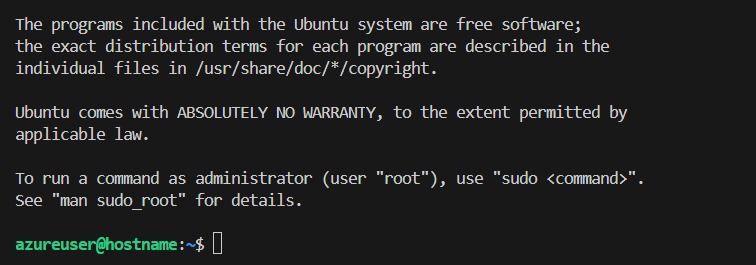 The programs included with the Ubuntu system are free software;
the exact distribution terms for each program are described in the
individual files in /usr/share/doc/*/copyright.
Ubuntu comes with ABSOLUTELY NO WARRANTY, to the extent permitted by
applicable law.
To run a command as administrator (user "root"), use "sudo <command>".
See "man sudo_root" for details.
azureuser@hostname:~$